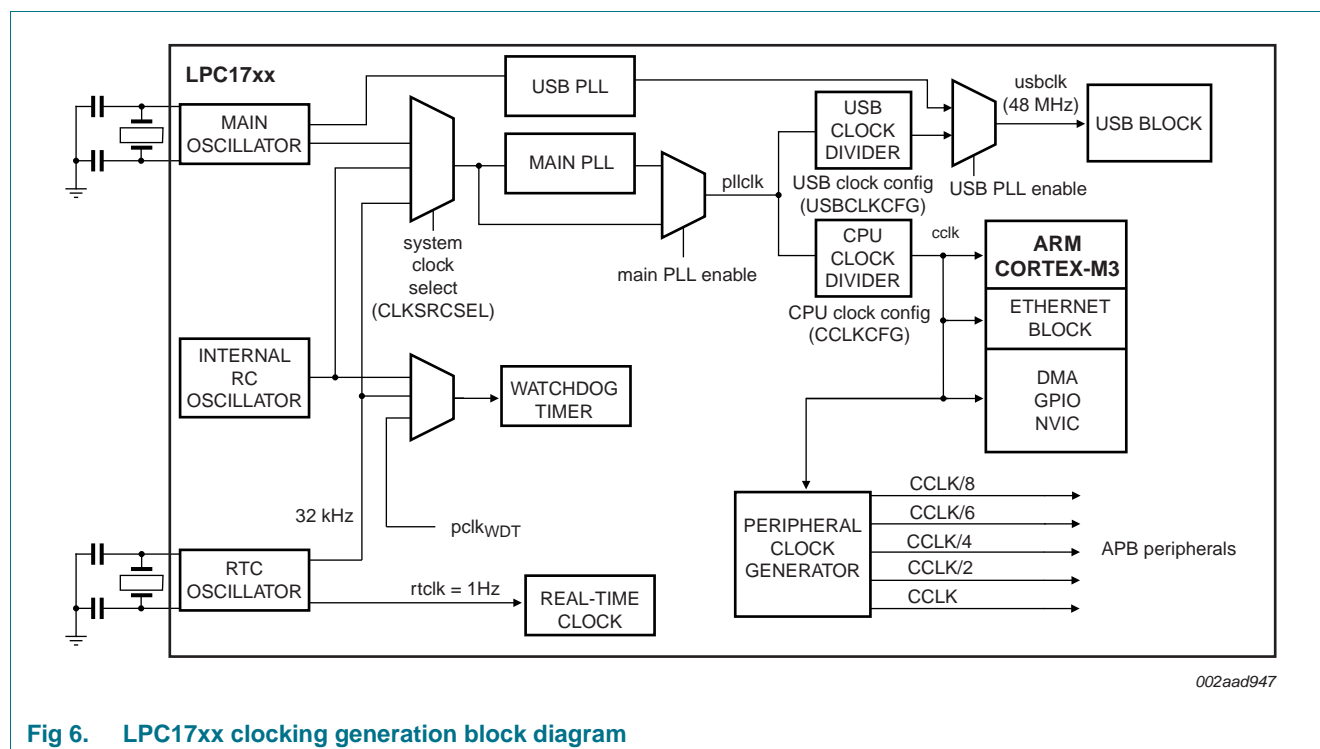 LPC17xx
MAIN
OSCILLATOR
USB PLL
MAIN PLL
pllclk
USB
CLOCK
DIVIDER
USB clock config
(USBCLKCFG)
usbclk
(48 MHz)
USB BLOCK
USB PLL enable
system
clock
select
(CLKSRCSEL)
main PLL enable
CPU
CLOCK
DIVIDER
CPU clock config
(CCLKCFG)
cclk
ARM
CORTEX-M3
ETHERNET
BLOCK
DMA
GPIO
NVIC
INTERNAL
RC
OSCILLATOR
WATCHDOG
TIMER
32 kHz
pclkWDT
RTC
OSCILLATOR
rtclk = 1Hz
REAL-TIME
CLOCK
PERIPHERAL
CLOCK
GENERATOR
CCLK/8
CCLK/6
CCLK/4
CCLK/2
CCLK
APB peripherals
002aad947
Fig 6. LPC17xx clocking generation block diagram